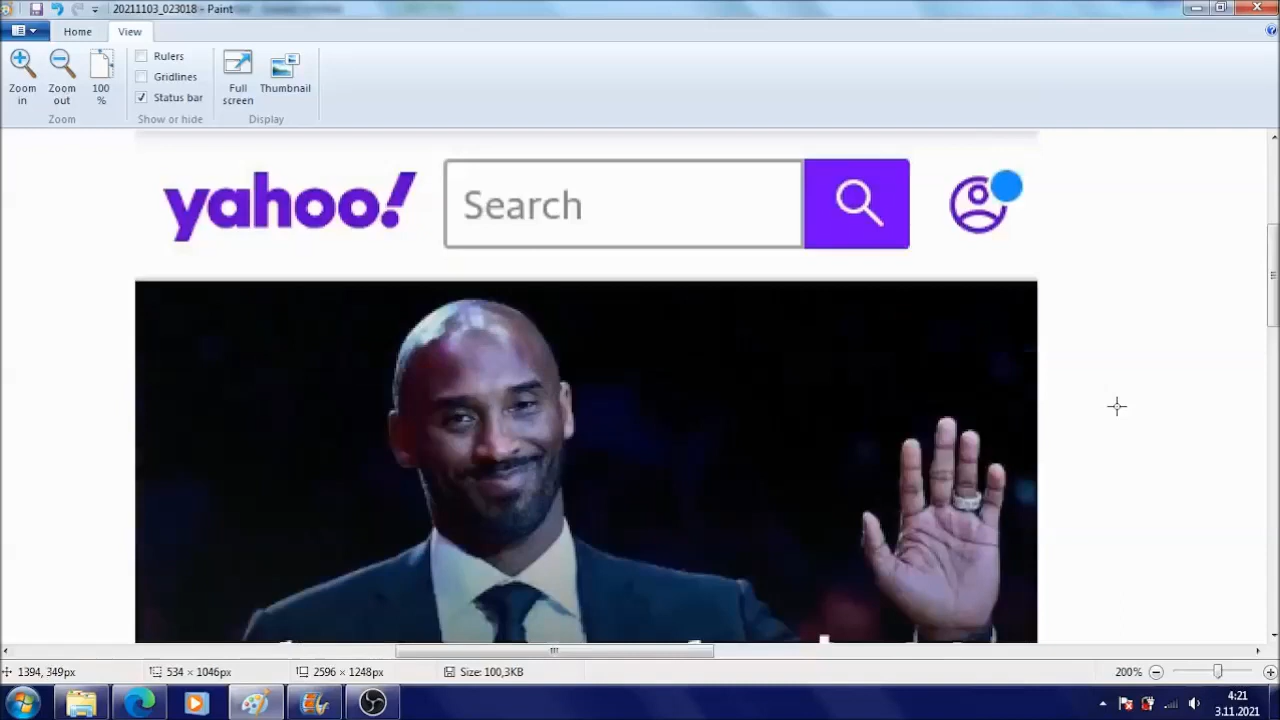 20211103_023018 - Paint
Home
View
Zoom in
Zoom out
100 %
Rulers
Gridlines
Status bar
Full screen
Thumbnail
Zoom
Show or hide
Display
yahoo!
Search
1394, 349px
534 × 1046px
2596 × 1248px
Size: 100,3KB
200%
4:21
3.11.2021